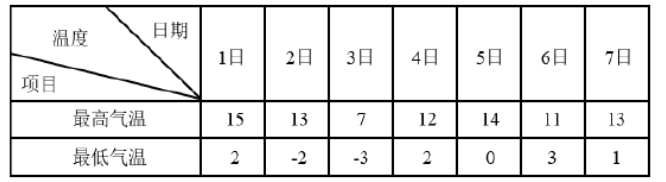 温度 日期
项目
1日 2日 3日 4日 5日 6日 7日
最高气温 15 13 7 12 14 11 13
最低气温 2 -2 -3 2 0 3 1